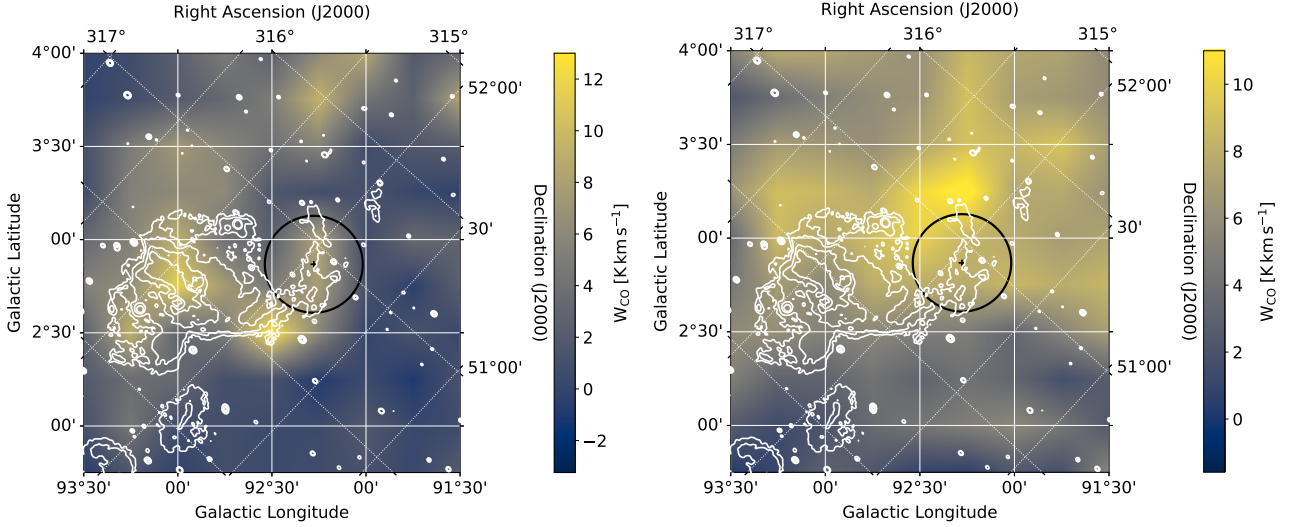 Right Ascension (J2000)
317° 316° 315°
4°00'
3°30'
00'
2°30'
00'
Galactic Latitude
93°30' 00' 92°30' 00' 91°30'
Galactic Longitude
52°00'
30'
51°00'
Declination (J2000)
12
10
8
6
4
2
0
−2
W_CO [K km s⁻¹]
Right Ascension (J2000)
317° 316° 315°
4°00'
3°30'
00'
2°30'
00'
Galactic Latitude
93°30' 00' 92°30' 00' 91°30'
Galactic Longitude
52°00'
30'
51°00'
Declination (J2000)
10
8
6
4
2
0
W_CO [K km s⁻¹]